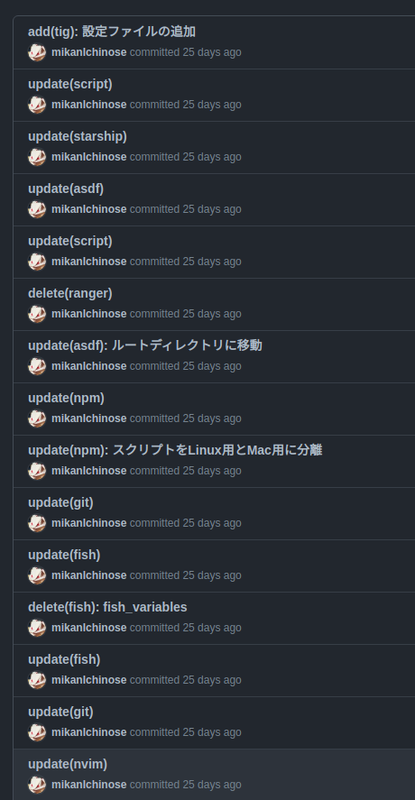 add(tig): 設定ファイルの追加
mikanIchinose committed 25 days ago
update(script)
mikanIchinose committed 25 days ago
update(starship)
mikanIchinose committed 25 days ago
update(asdf)
mikanIchinose committed 25 days ago
update(script)
mikanIchinose committed 25 days ago
delete(ranger)
mikanIchinose committed 25 days ago
update(asdf): ルートディレクトリに移動
mikanIchinose committed 25 days ago
update(npm)
mikanIchinose committed 25 days ago
update(npm): スクリプトをLinux用とMac用に分離
mikanIchinose committed 25 days ago
update(git)
mikanIchinose committed 25 days ago
update(fish)
mikanIchinose committed 25 days ago
delete(fish): fish_variables
mikanIchinose committed 25 days ago
update(fish)
mikanIchinose committed 25 days ago
update(git)
mikanIchinose committed 25 days ago
update(nvim)
mikanIchinose committed 25 days ago